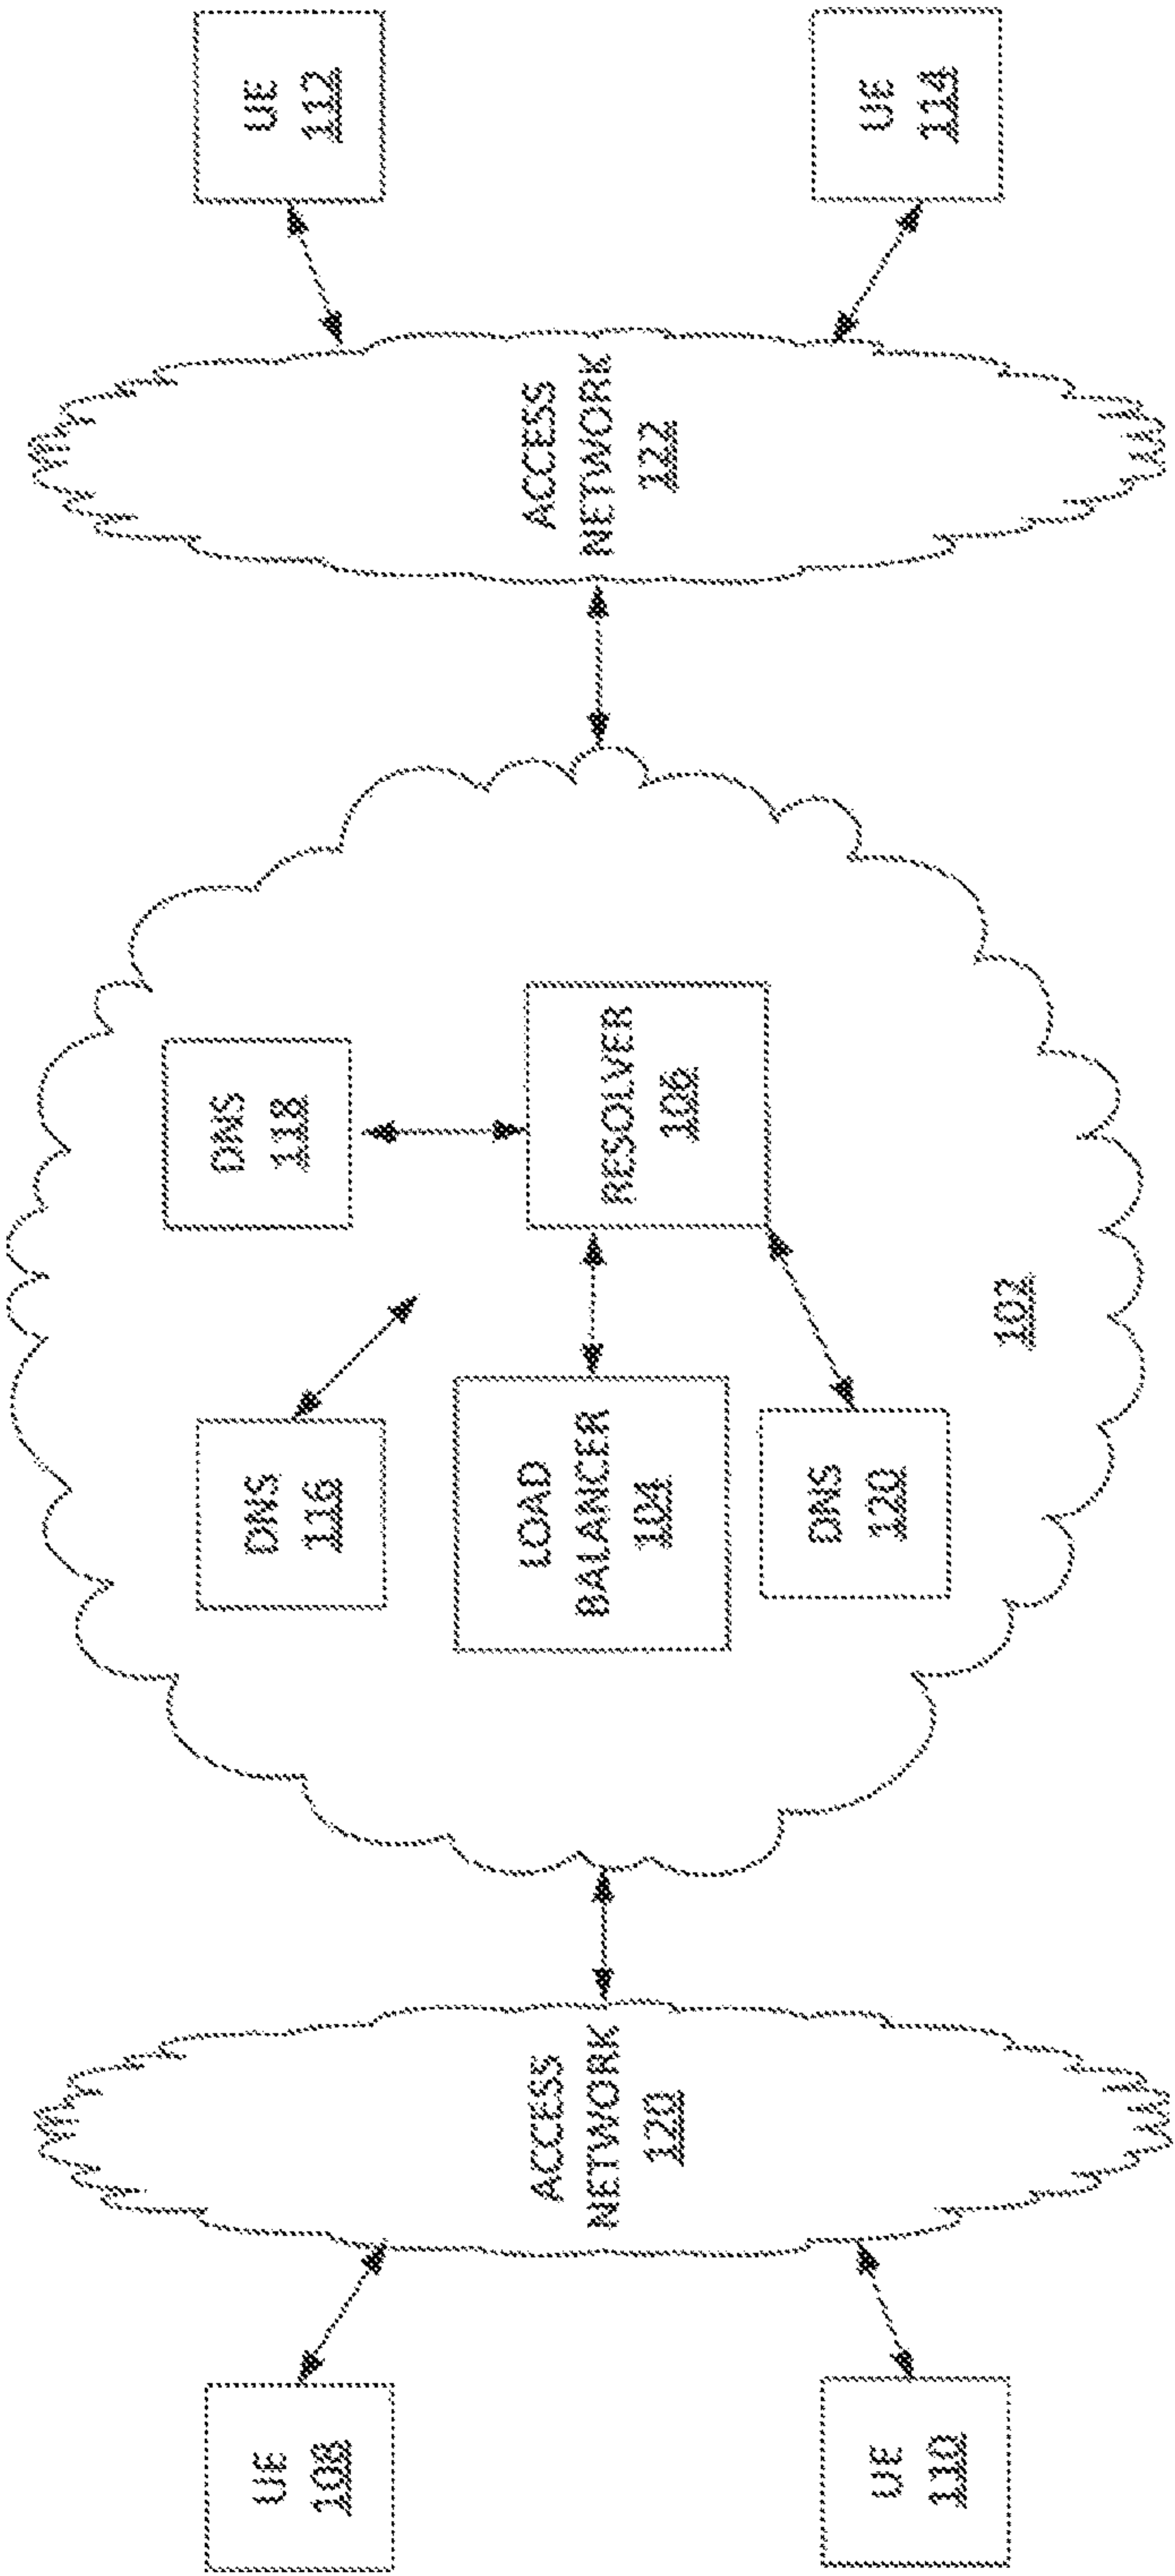 UE
108
UE
110
ACCESS
NETWORK
120
DNS
116
LOAD
BALANCER
104
DNS
120
DNS
118
RESOLVER
106
102
ACCESS
NETWORK
122
UE
112
UE
114